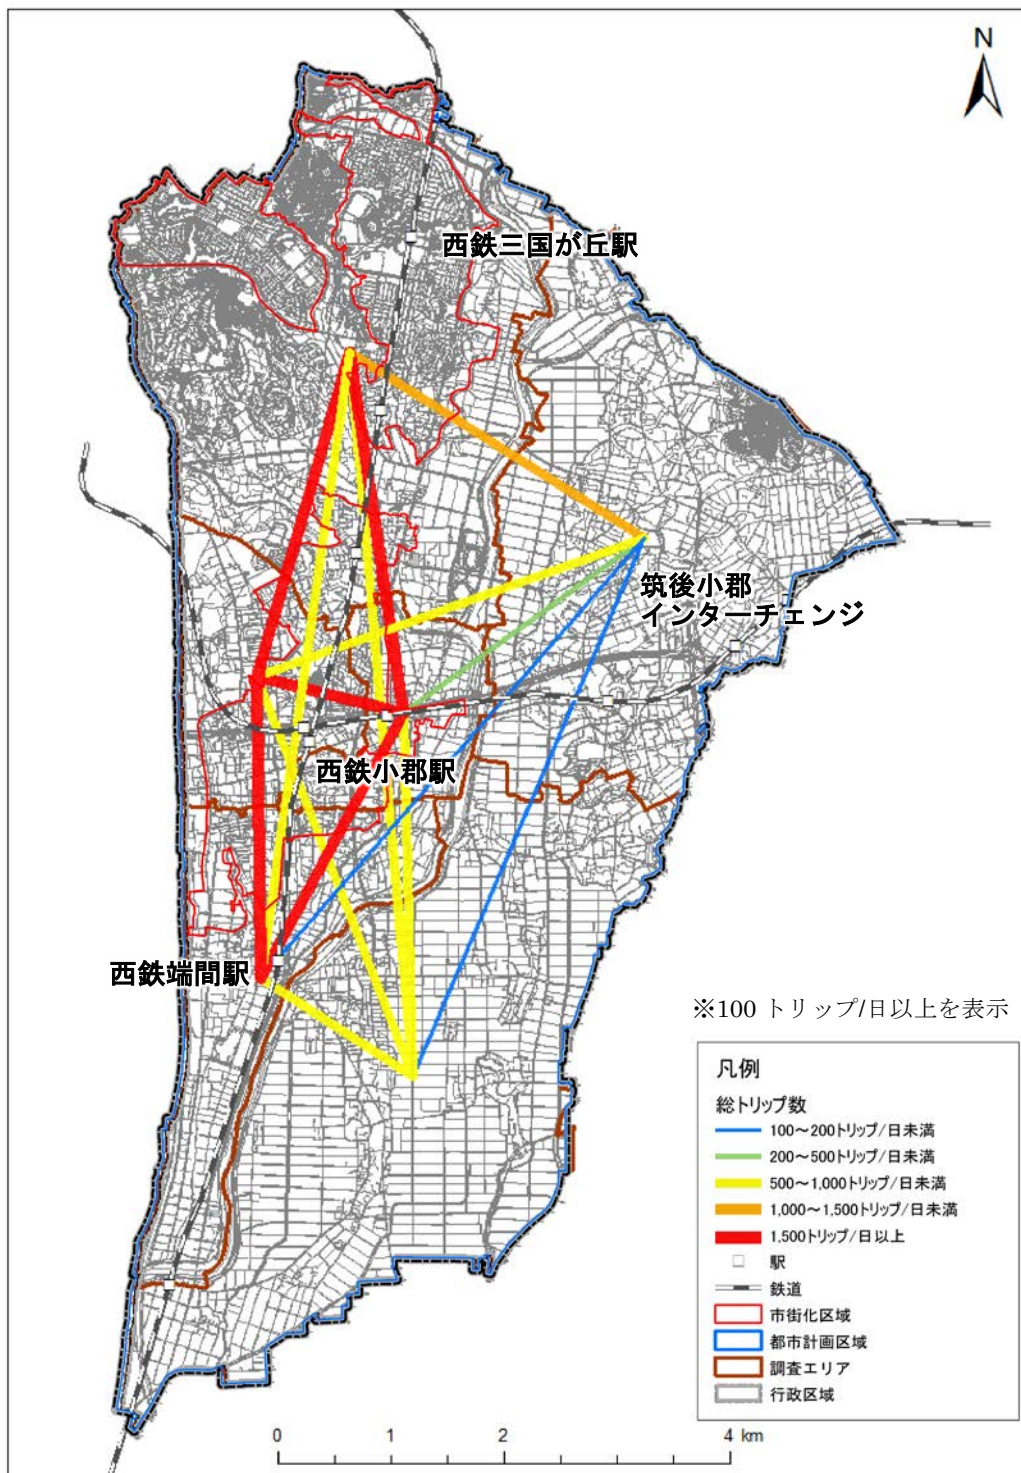 N
西鉄三国が丘駅
筑後小郡
インターチェンジ
西鉄小郡駅
西鉄端間駅
※100 トリップ/日以上を表示
凡例
総トリップ数
100～200トリップ/日未満
200～500トリップ/日未満
500～1,000トリップ/日未満
1,000～1,500トリップ/日未満
1,500トリップ/日以上
駅
鉄道
市街化区域
都市計画区域
調査エリア
行政区域
0 1 2 4 km